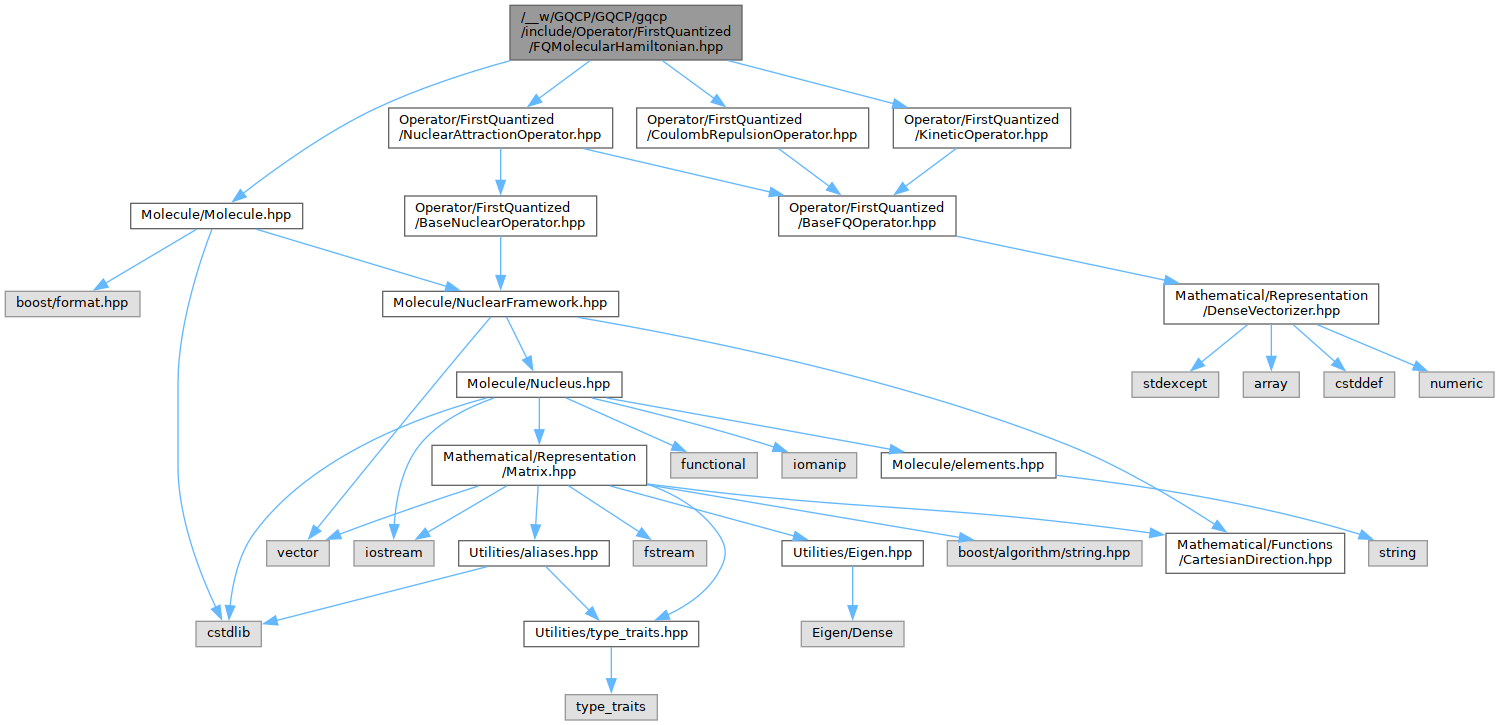 /__w/GQCP/GQCP/gqcp
/include/Operator/FirstQuantized
/FQMolecularHamiltonian.hpp
Operator/FirstQuantized
/NuclearAttractionOperator.hpp
Operator/FirstQuantized
/CoulombRepulsionOperator.hpp
Operator/FirstQuantized
/KineticOperator.hpp
Molecule/Molecule.hpp
Operator/FirstQuantized
/BaseNuclearOperator.hpp
Operator/FirstQuantized
/BaseFQOperator.hpp
boost/format.hpp
Molecule/NuclearFramework.hpp
Mathematical/Representation
/DenseVectorizer.hpp
Molecule/Nucleus.hpp
stdexcept
array
cstddef
numeric
Mathematical/Representation
/Matrix.hpp
functional
iomanip
Molecule/elements.hpp
vector
iostream
Utilities/aliases.hpp
fstream
Utilities/Eigen.hpp
boost/algorithm/string.hpp
Mathematical/Functions
/CartesianDirection.hpp
string
cstdlib
Utilities/type_traits.hpp
Eigen/Dense
type_traits